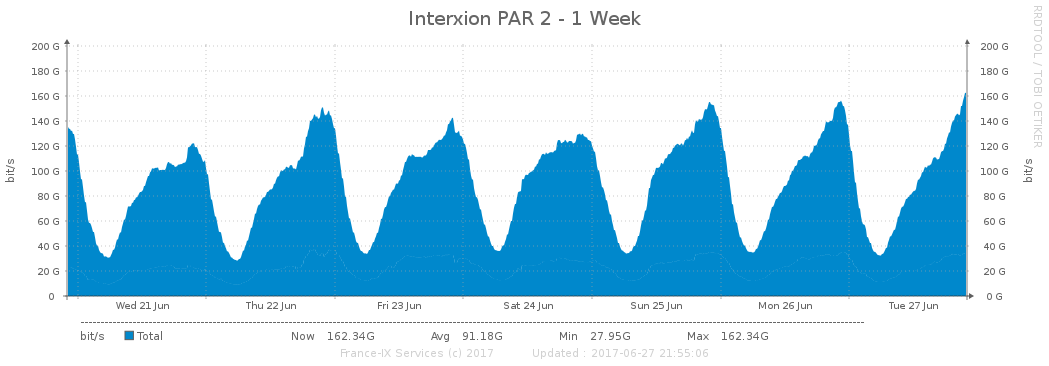 Interxion PAR 2 - 1 Week
RRDTOOL / TOBI OETIKER
200 G 200 G
180 G 180 G
160 G 160 G
140 G 140 G
120 G 120 G
100 G 100 G
80 G 80 G
60 G 60 G
40 G 40 G
20 G 20 G
0 0 G
bit/s bit/s
Wed 21 Jun Thu 22 Jun Fri 23 Jun Sat 24 Jun Sun 25 Jun Mon 26 Jun Tue 27 Jun
bit/s Total Now 162.34G Avg 91.18G Min 27.95G Max 162.34G
France-IX Services (c) 2017 Updated : 2017-06-27 21:55:06